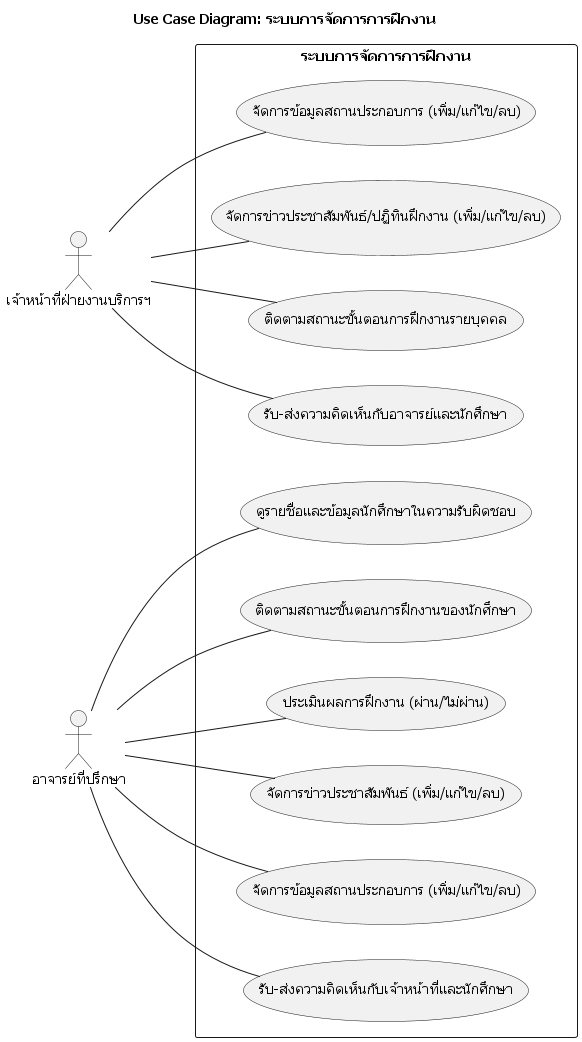 Use Case Diagram: ระบบการจัดการการฝึกงาน
ระบบการจัดการการฝึกงาน
จัดการข้อมูลสถานประกอบการ (เพิ่ม/แก้ไข/ลบ)
จัดการข่าวประชาสัมพันธ์/ปฏิทินฝึกงาน (เพิ่ม/แก้ไข/ลบ)
เจ้าหน้าที่ฝ่ายงานบริการฯ
ติดตามสถานะขั้นตอนการฝึกงานรายบุคคล
รับ-ส่งความคิดเห็นกับอาจารย์และนักศึกษา
ดูรายชื่อและข้อมูลนักศึกษาในความรับผิดชอบ
ติดตามสถานะขั้นตอนการฝึกงานของนักศึกษา
ประเมินผลการฝึกงาน (ผ่าน/ไม่ผ่าน)
อาจารย์ที่ปรึกษา
จัดการข่าวประชาสัมพันธ์ (เพิ่ม/แก้ไข/ลบ)
จัดการข้อมูลสถานประกอบการ (เพิ่ม/แก้ไข/ลบ)
รับ-ส่งความคิดเห็นกับเจ้าหน้าที่และนักศึกษา